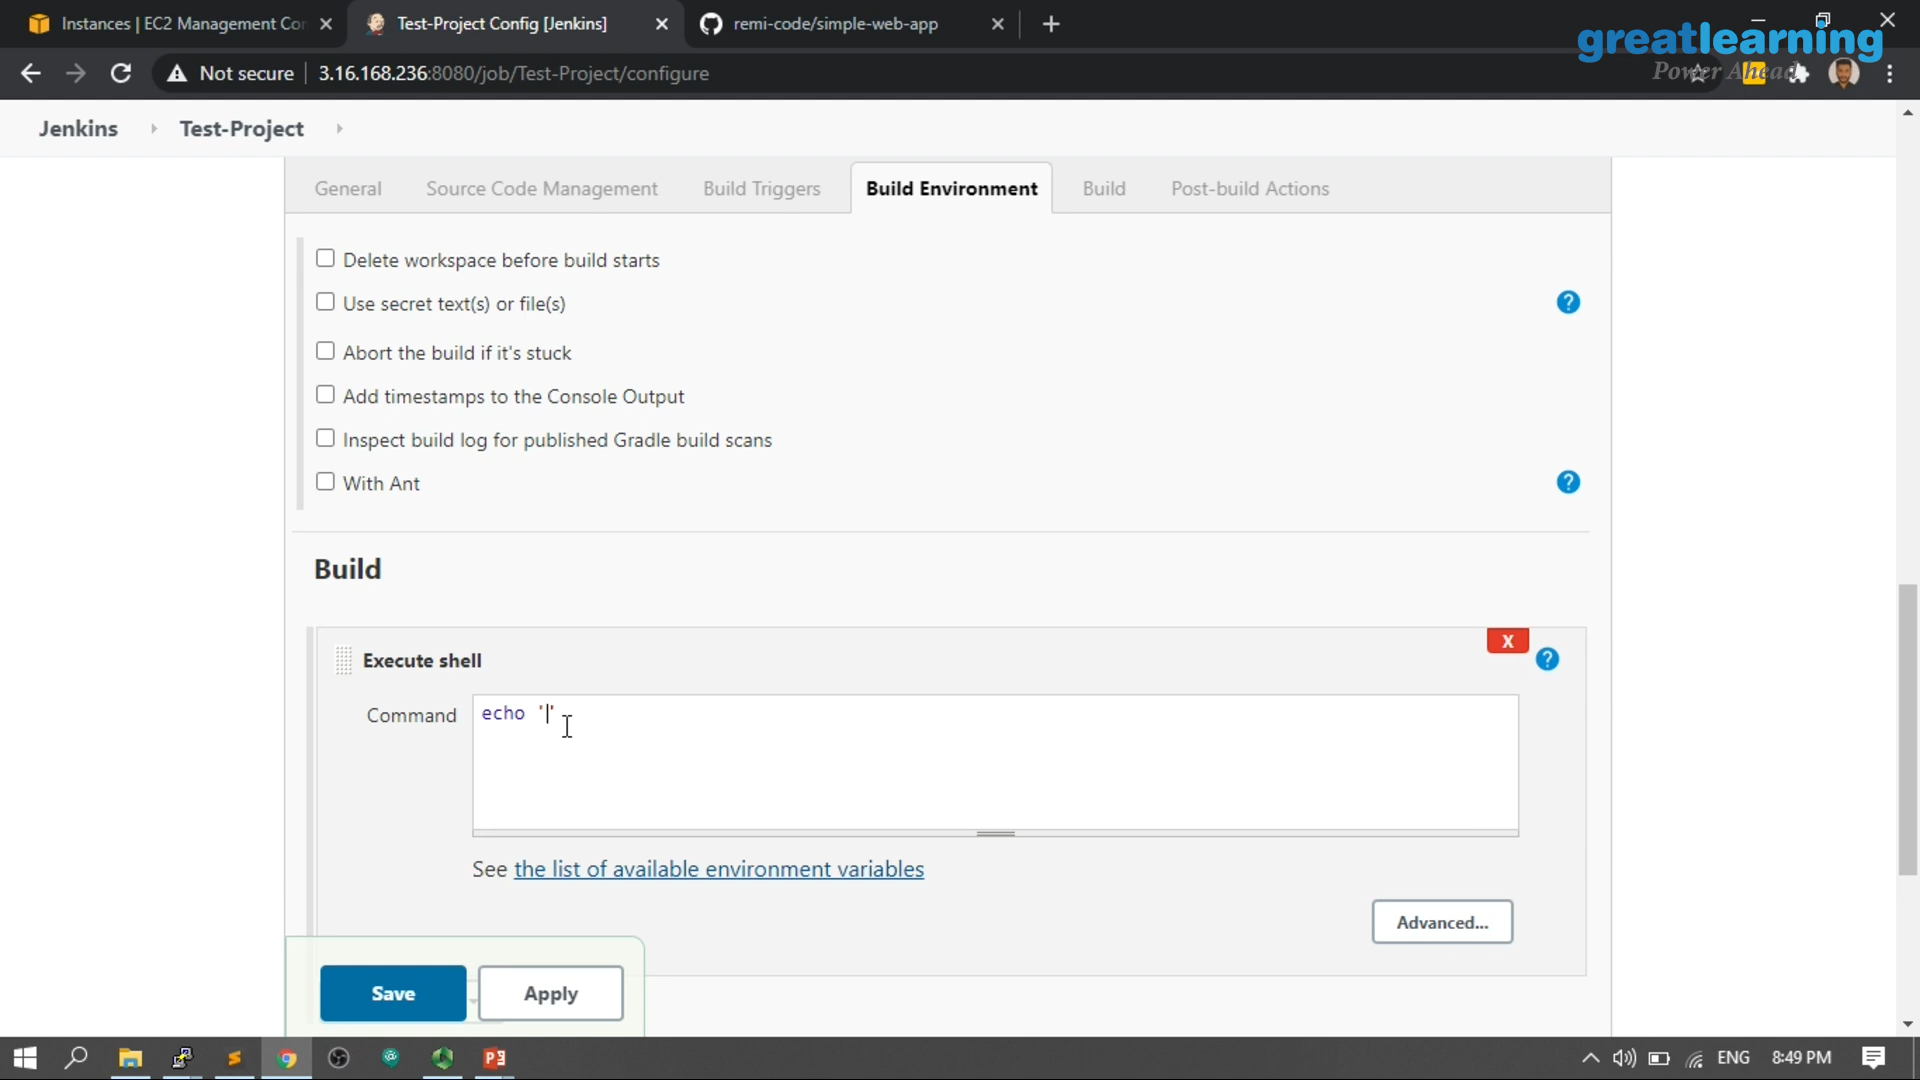 Instances | EC2 Management Cor
Test-Project Config [Jenkins]
remi-code/simple-web-app
greatlearning
Power Ahead
Not secure
3.16.168.236:8080/job/Test-Project/configure
Jenkins
Test-Project
General
Source Code Management
Build Triggers
Build Environment
Build
Post-build Actions
Delete workspace before build starts
Use secret text(s) or file(s)
?
Abort the build if it's stuck
Add timestamps to the Console Output
Inspect build log for published Gradle build scans
With Ant
?
Build
X
Execute shell
?
Command
echo ''
See the list of available environment variables
Advanced...
Save
Apply
ENG
8:49 PM